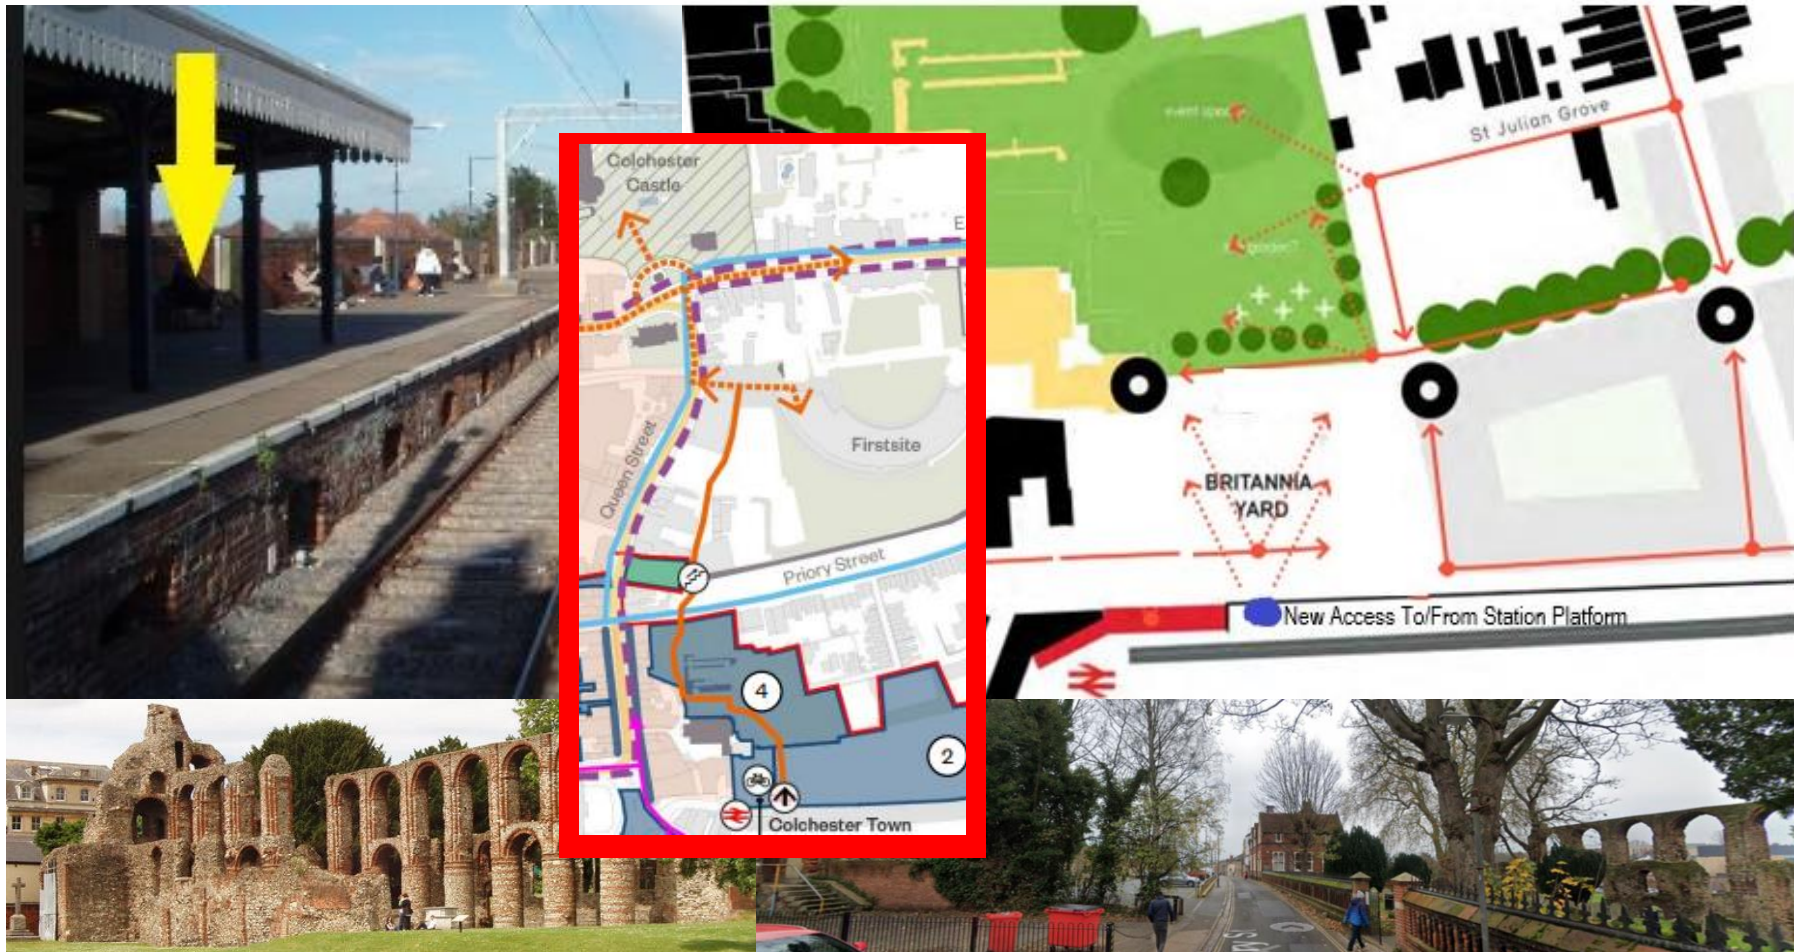 Colchester
Castle
E
Queen Street
Firstsite
Priory Street
4
2
Colchester Town
St Julian Grove
BRITANNIA
YARD
New Access To/From Station Platform